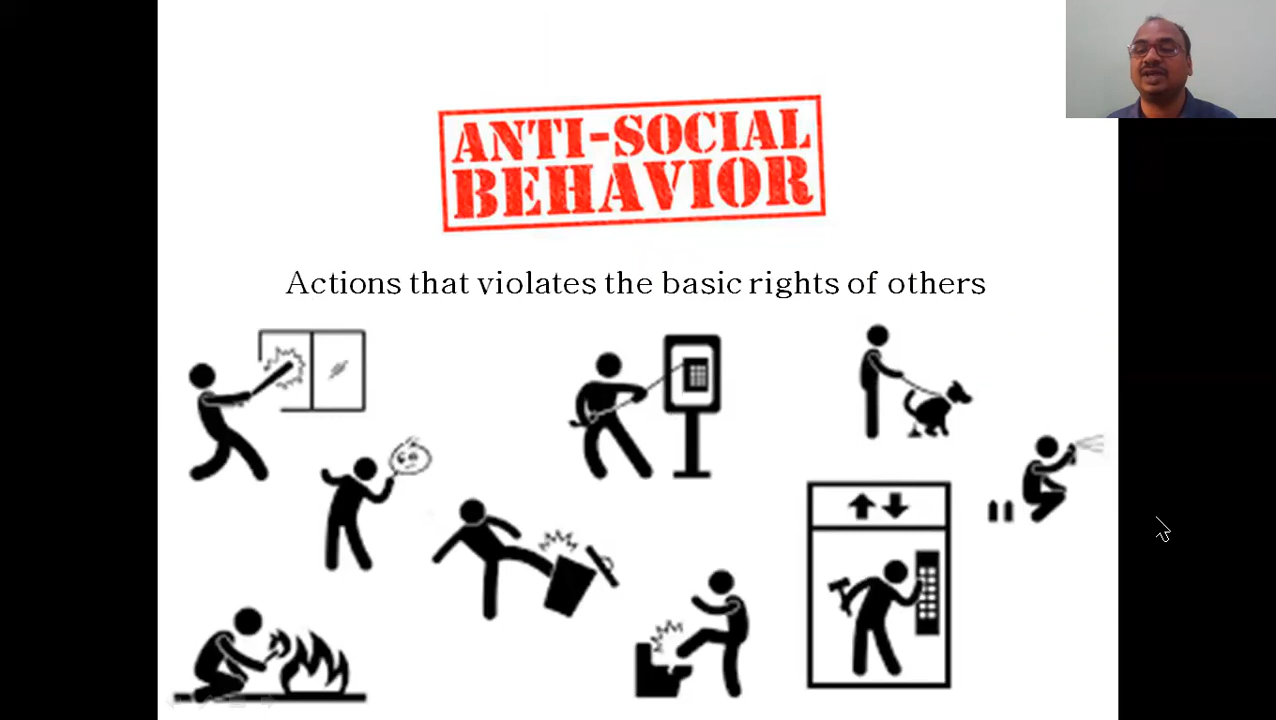 ANTI-SOCIAL
BEHAVIOR
Actions that violates the basic rights of others